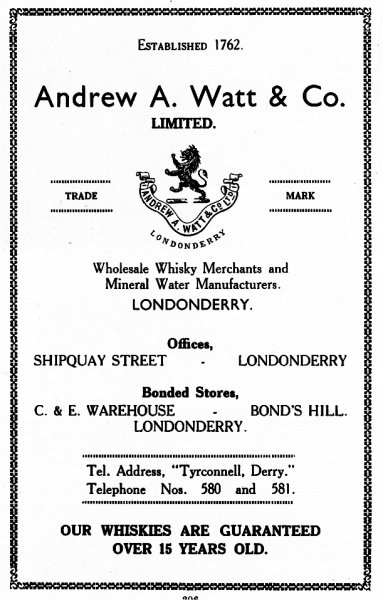 ESTABLISHED 1762.
Andrew A. Watt & Co.
LIMITED.
TRADE
MARK
ANDREW A. WATT & CO LTD
LONDONDERRY
Wholesale Whisky Merchants and
Mineral Water Manufacturers.
LONDONDERRY.
Offices,
SHIPQUAY STREET - LONDONDERRY
Bonded Stores,
C. & E. WAREHOUSE - BOND'S HILL.
LONDONDERRY.
Tel. Address, "Tyrconnell, Derry."
Telephone Nos. 580 and 581.
OUR WHISKIES ARE GUARANTEED
OVER 15 YEARS OLD.